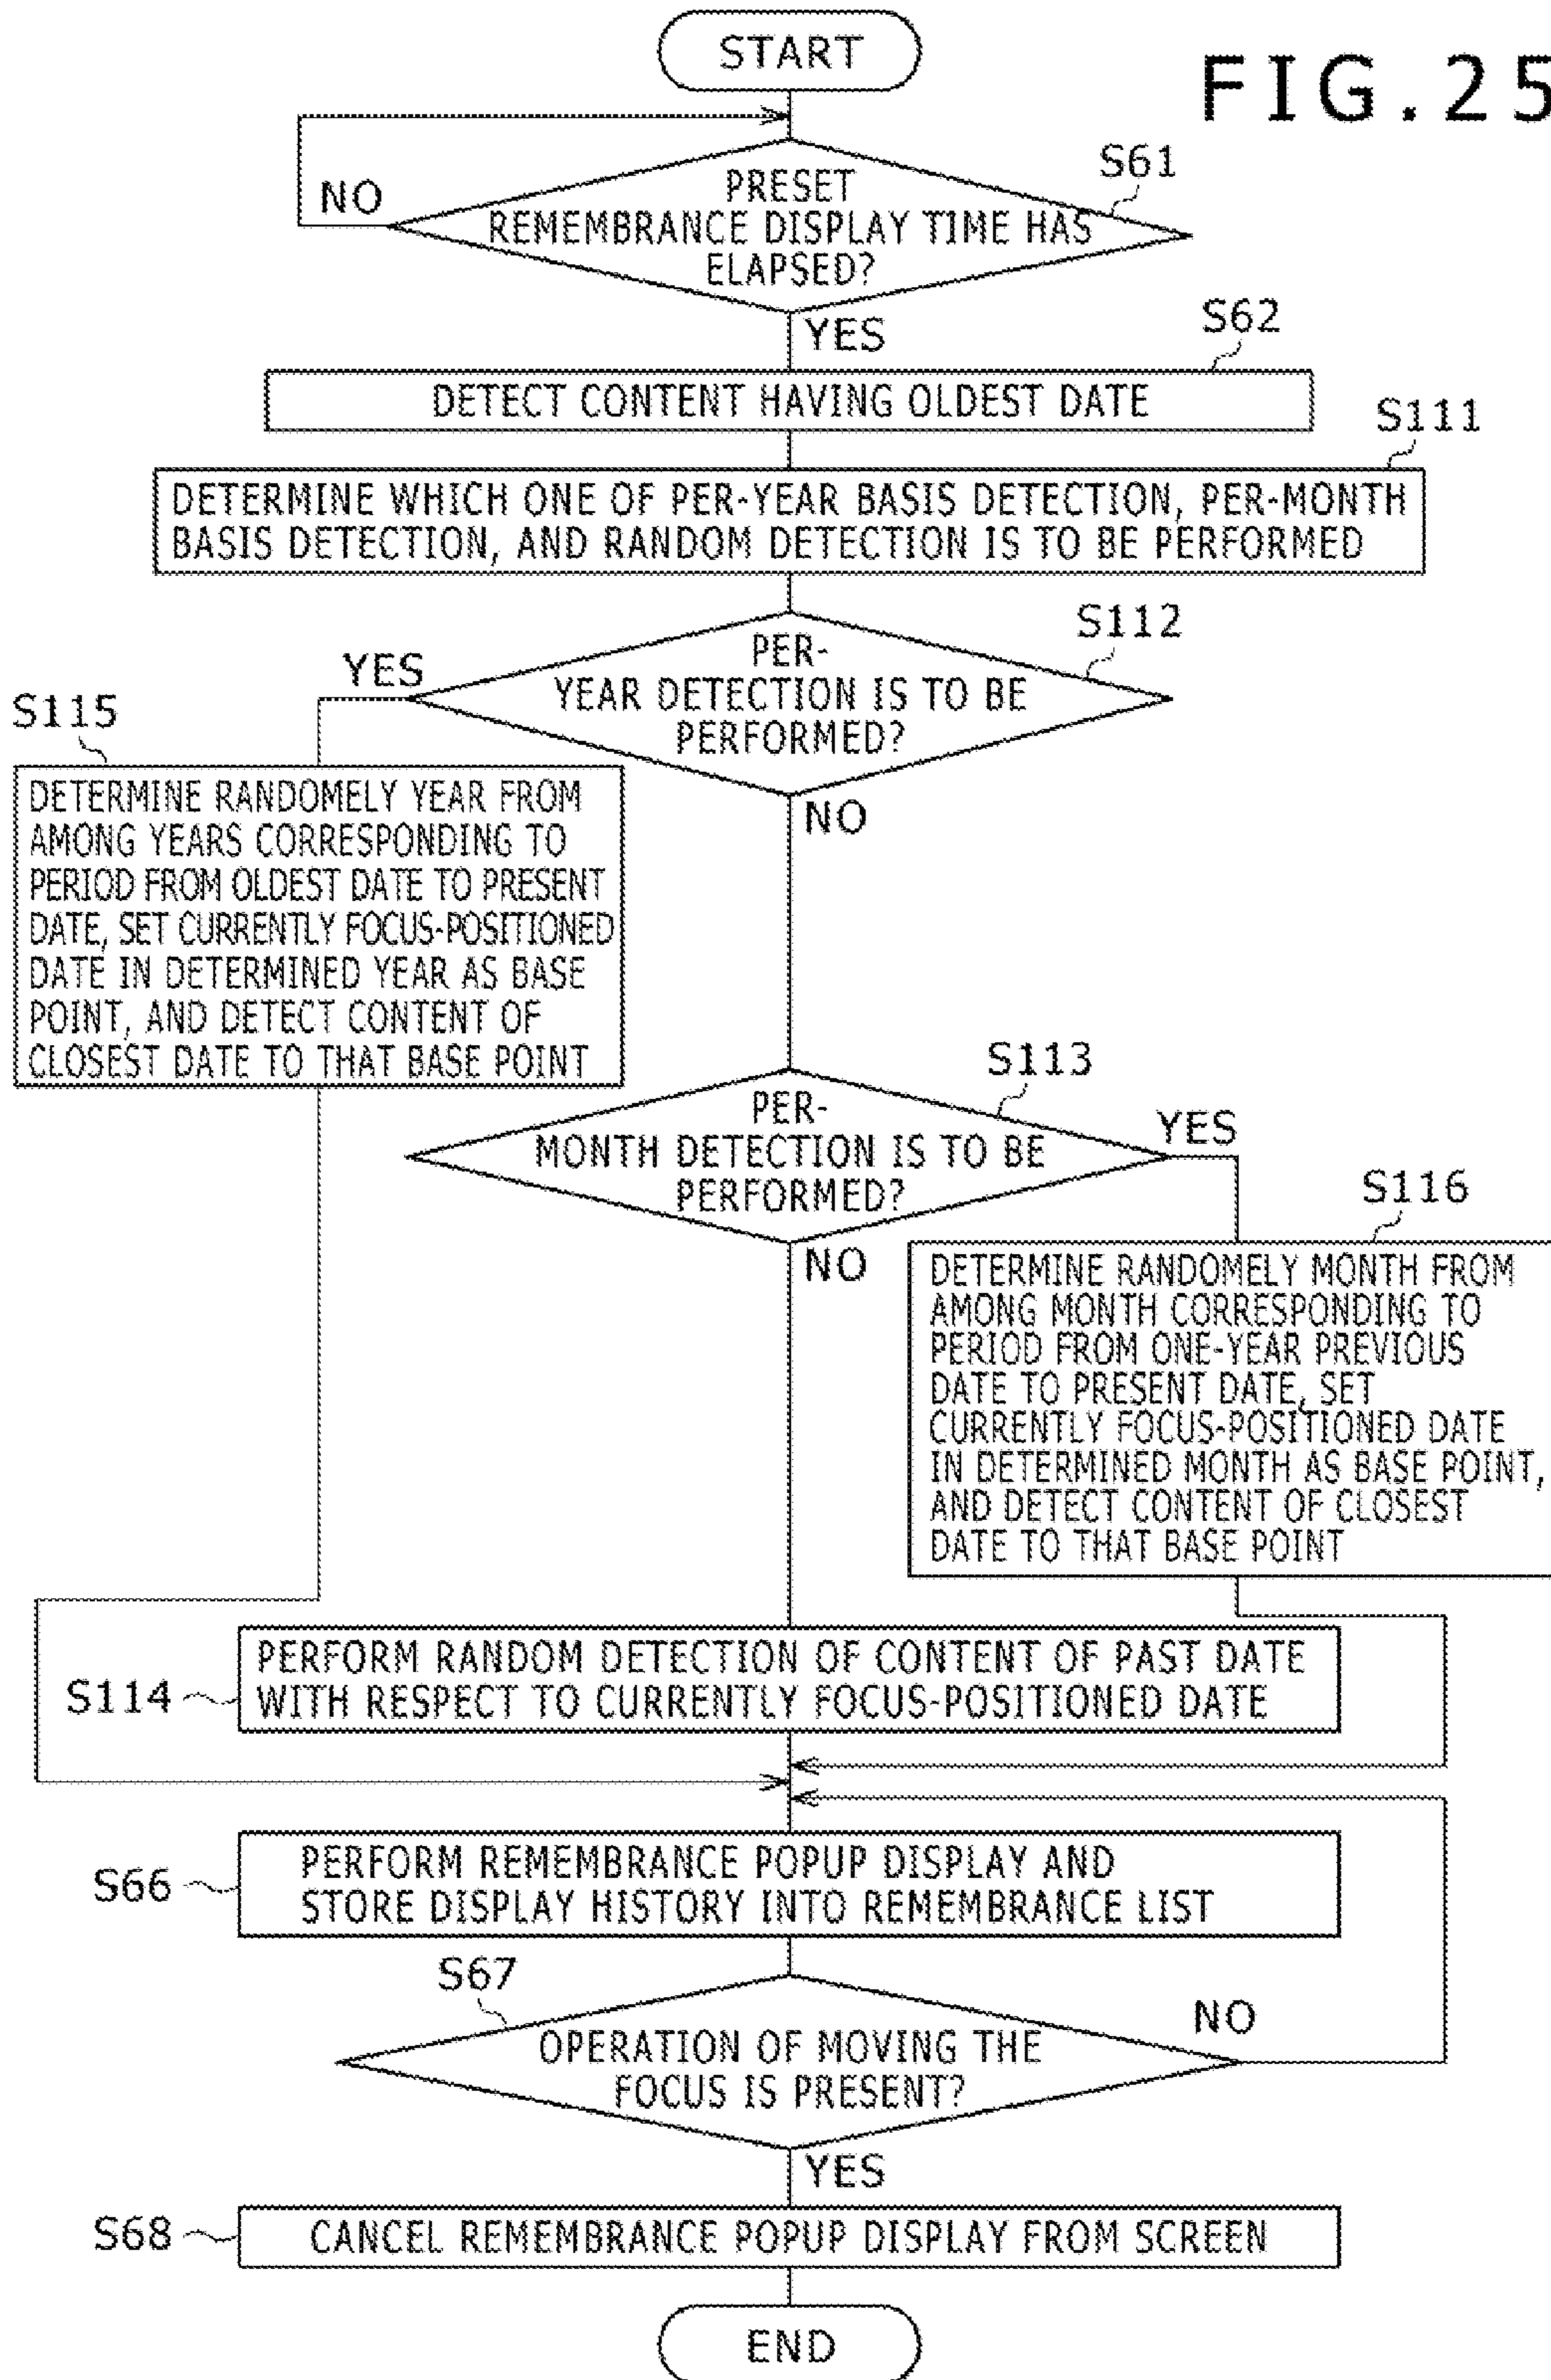 START
FIG.25
S61
PRESET
REMEMBRANCE DISPLAY TIME HAS
ELAPSED?
NO
YES
S62
DETECT CONTENT HAVING OLDEST DATE
S111
DETERMINE WHICH ONE OF PER-YEAR BASIS DETECTION, PER-MONTH
BASIS DETECTION, AND RANDOM DETECTION IS TO BE PERFORMED
S112
PER-
YEAR DETECTION IS TO BE
PERFORMED?
YES
NO
S115
DETERMINE RANDOMELY YEAR FROM
AMONG YEARS CORRESPONDING TO
PERIOD FROM OLDEST DATE TO PRESENT
DATE, SET CURRENTLY FOCUS-POSITIONED
DATE IN DETERMINED YEAR AS BASE
POINT, AND DETECT CONTENT OF
CLOSEST DATE TO THAT BASE POINT
S113
PER-
MONTH DETECTION IS TO BE
PERFORMED?
YES
NO
S116
DETERMINE RANDOMELY MONTH FROM
AMONG MONTH CORRESPONDING TO
PERIOD FROM ONE-YEAR PREVIOUS
DATE TO PRESENT DATE, SET
CURRENTLY FOCUS-POSITIONED DATE
IN DETERMINED MONTH AS BASE POINT,
AND DETECT CONTENT OF CLOSEST
DATE TO THAT BASE POINT
S114
PERFORM RANDOM DETECTION OF CONTENT OF PAST DATE
WITH RESPECT TO CURRENTLY FOCUS-POSITIONED DATE
S66
PERFORM REMEMBRANCE POPUP DISPLAY AND
STORE DISPLAY HISTORY INTO REMEMBRANCE LIST
S67
OPERATION OF MOVING THE
FOCUS IS PRESENT?
NO
YES
S68
CANCEL REMEMBRANCE POPUP DISPLAY FROM SCREEN
END